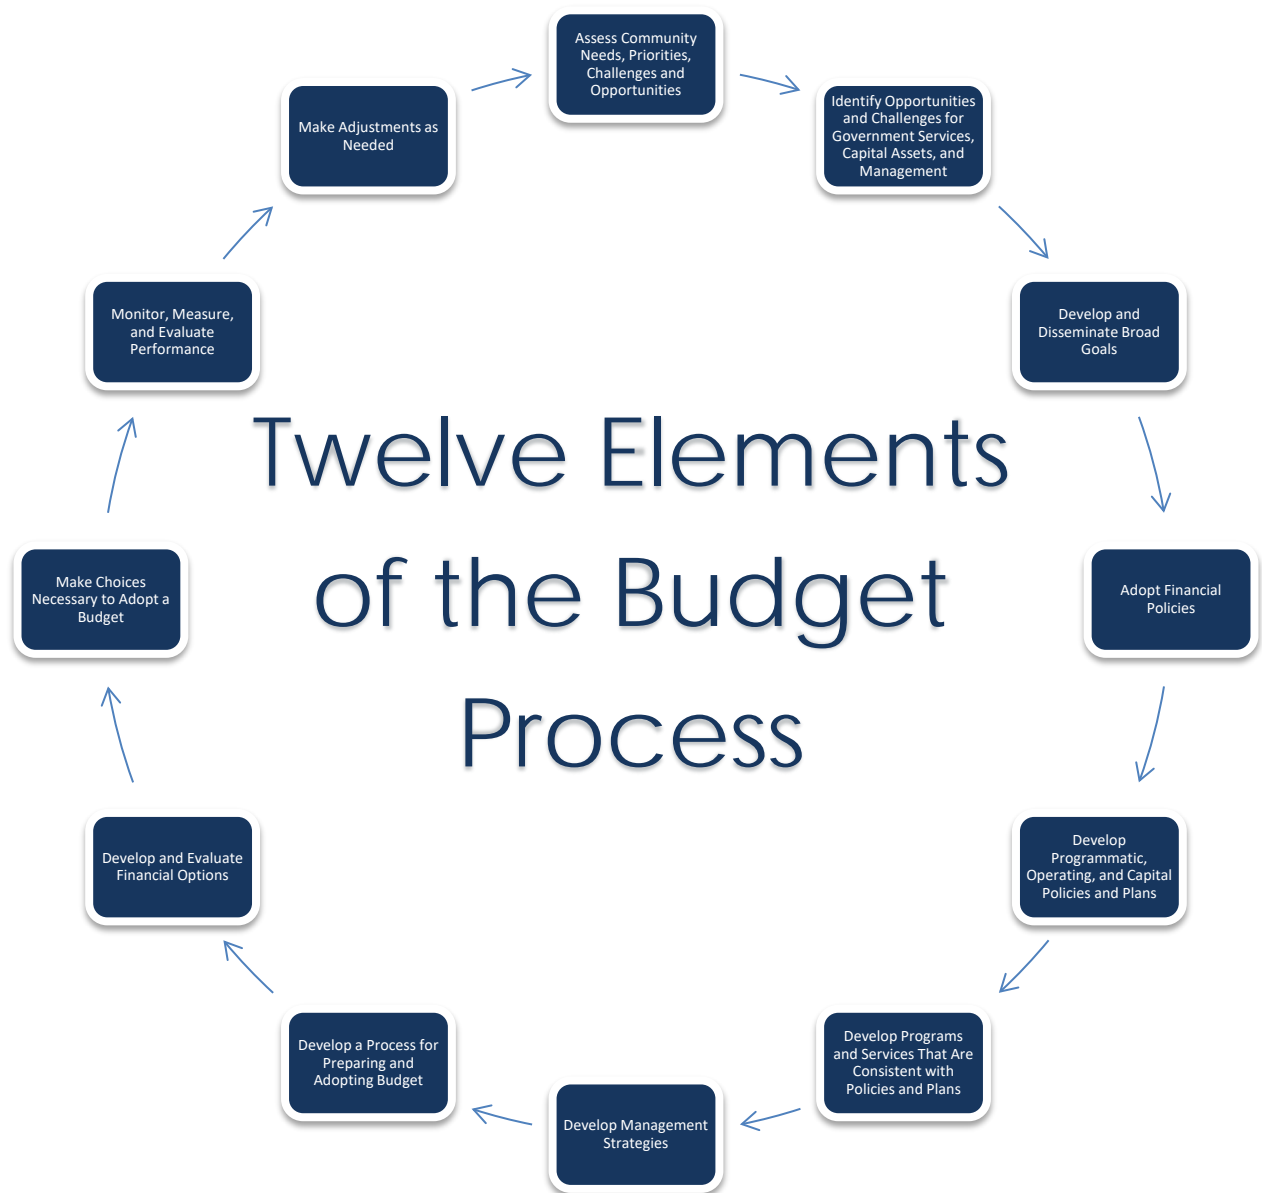 Assess Community
Needs, Priorities,
Challenges and
Opportunities
Identify Opportunities
and Challenges for
Government Services,
Capital Assets, and
Management
Develop and
Disseminate Broad
Goals
Adopt Financial
Policies
Develop
Programmatic,
Operating, and Capital
Policies and Plans
Develop Programs
and Services That Are
Consistent with
Policies and Plans
Develop Management
Strategies
Develop a Process for
Preparing and
Adopting Budget
Develop and Evaluate
Financial Options
Make Choices
Necessary to Adopt a
Budget
Monitor, Measure,
and Evaluate
Performance
Make Adjustments as
Needed
Twelve Elements
of the Budget
Process